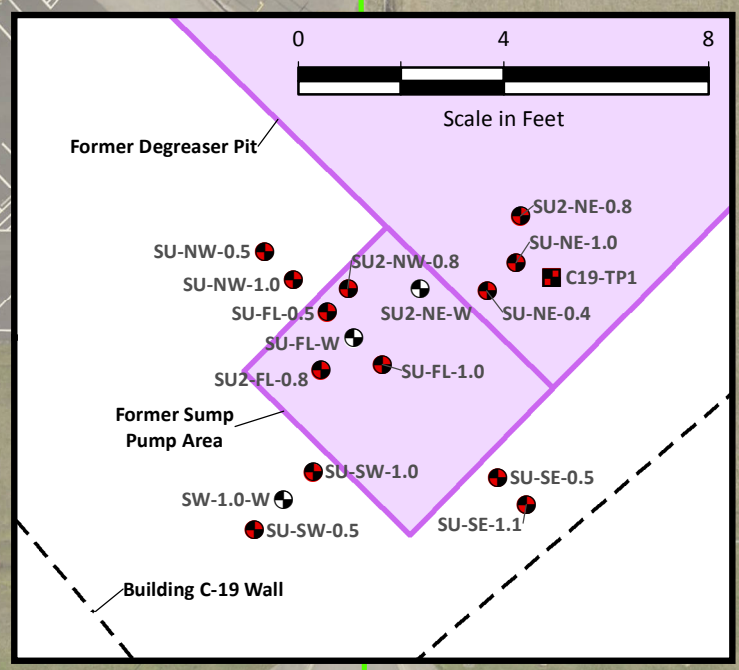 0 4 8
Scale in Feet
Former Degreaser Pit
SU2-NE-0.8
SU-NW-0.5
SU-NE-1.0
SU2-NW-0.8
C19-TP1
SU-NW-1.0
SU-FL-0.5
SU2-NE-W
SU-NE-0.4
SU-FL-W
SU2-FL-0.8
SU-FL-1.0
Former Sump
Pump Area
SU-SW-1.0
SU-SE-0.5
SW-1.0-W
SU-SE-1.1
SU-SW-0.5
Building C-19 Wall